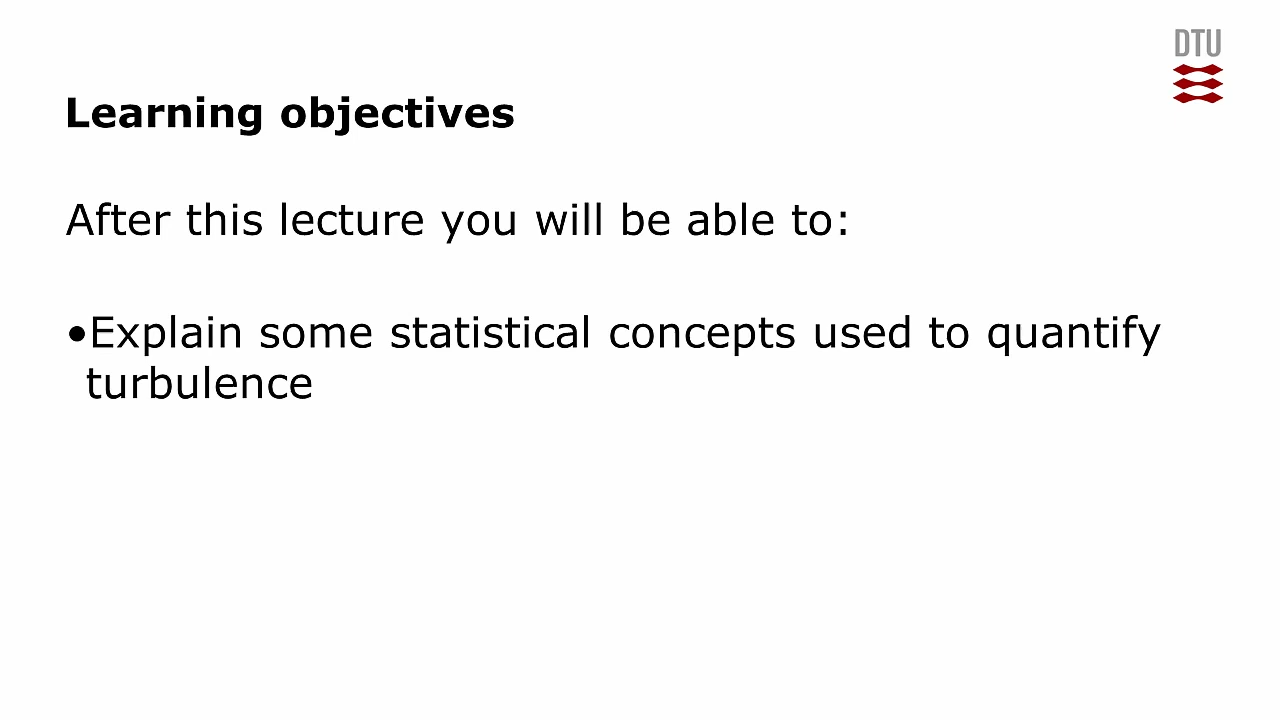 DTU
Learning objectives
After this lecture you will be able to:
•Explain some statistical concepts used to quantify
turbulence